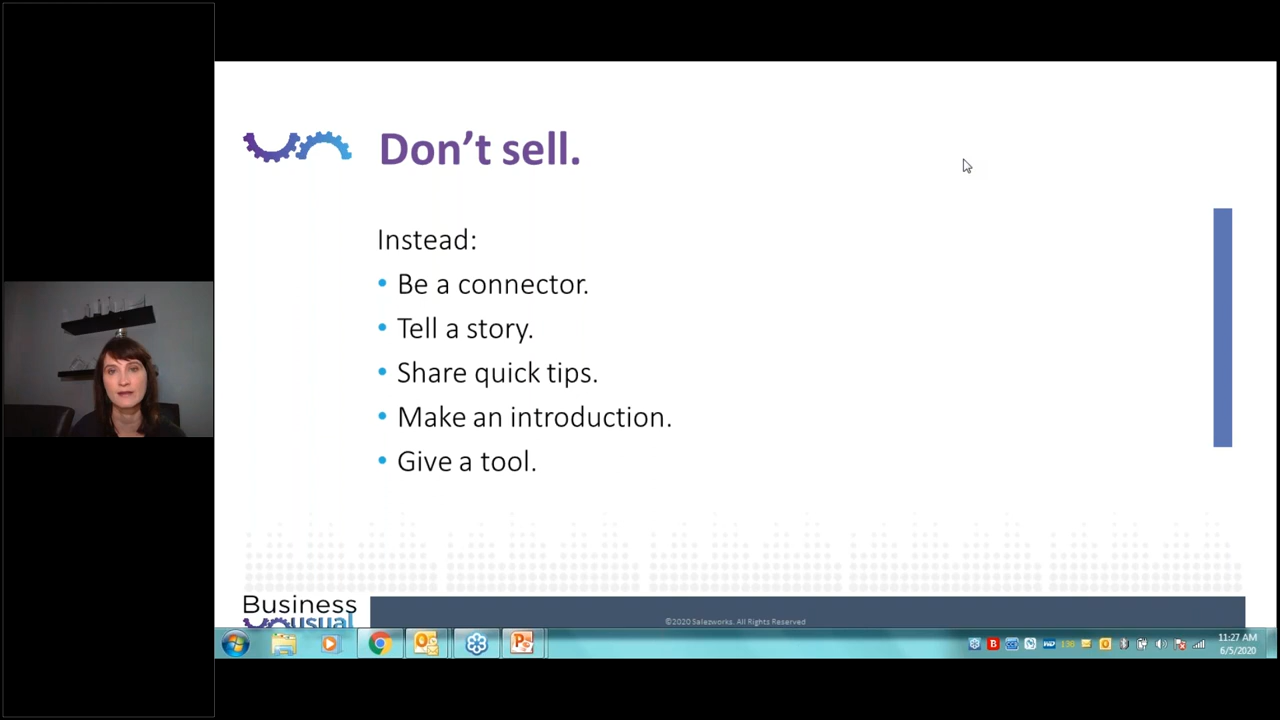 Don’t sell.
Instead:
• Be a connector.
• Tell a story.
• Share quick tips.
• Make an introduction.
• Give a tool.
Business
usual
©2020 Salezworks. All Rights Reserved
11:27 AM
6/5/2020